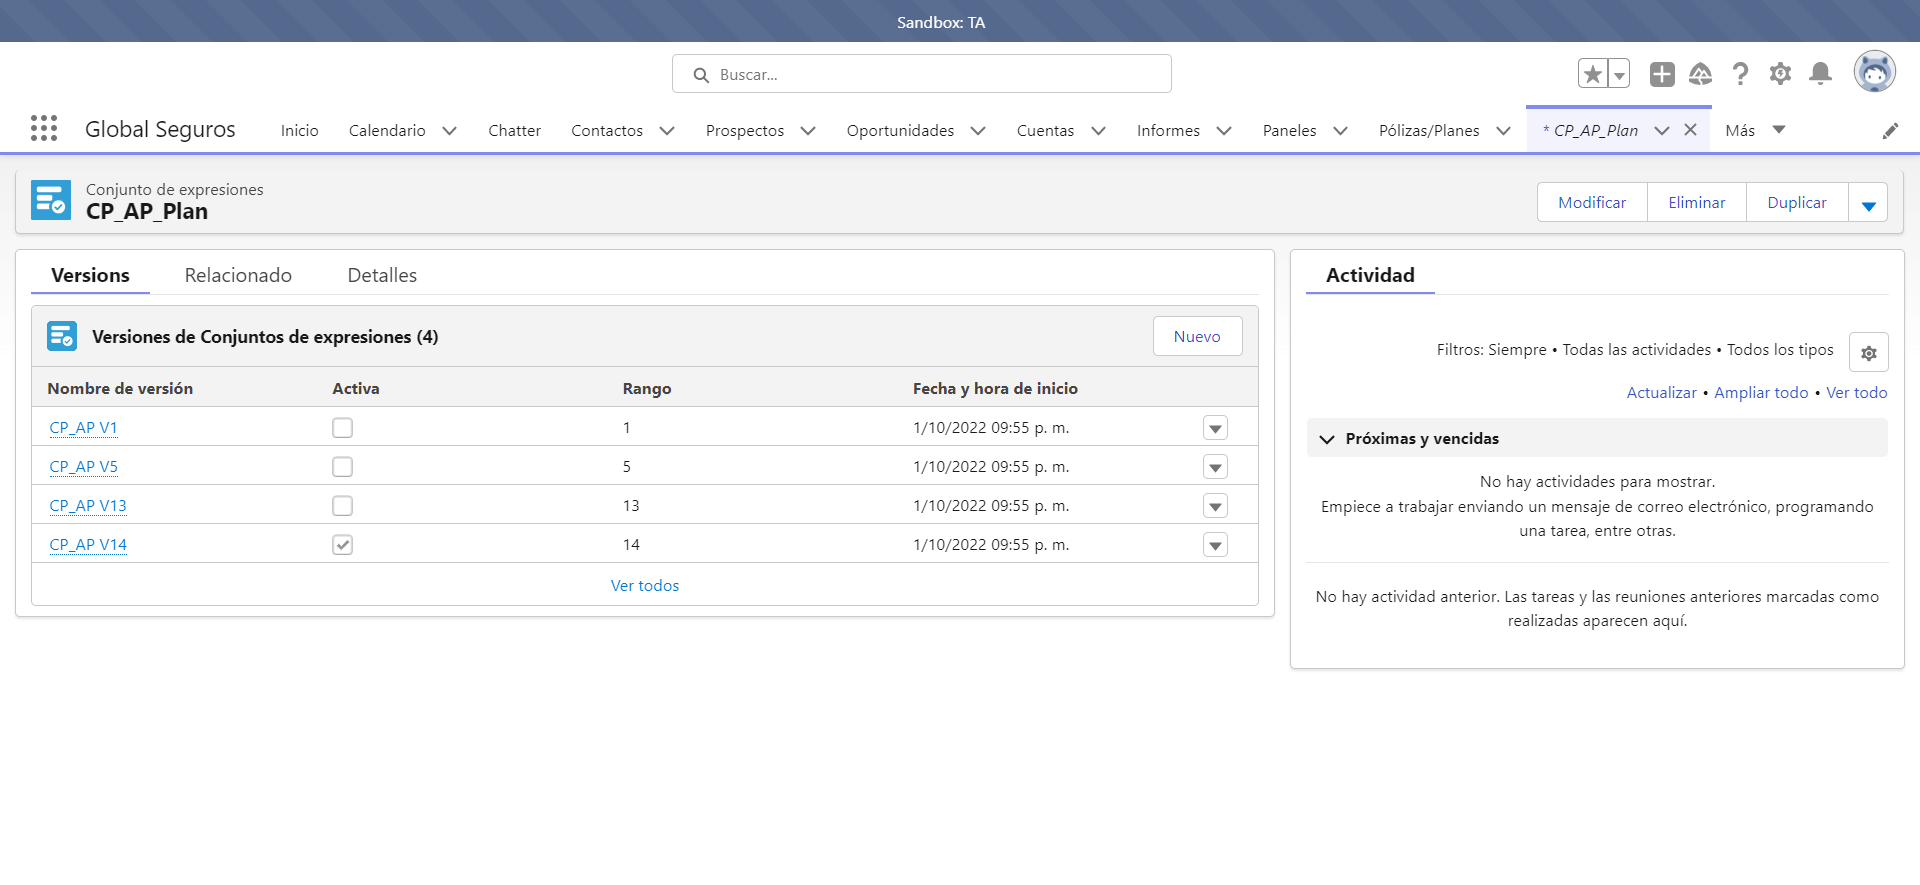 Sandbox: TA
Buscar...
Global Seguros
Inicio
Calendario
Chatter
Contactos
Prospectos
Oportunidades
Cuentas
Informes
Paneles
Pólizas/Planes
* CP_AP_Plan
Más
Conjunto de expresiones
CP_AP_Plan
Modificar
Eliminar
Duplicar
Versions
Relacionado
Detalles
Versiones de Conjuntos de expresiones (4)
Nuevo
Nombre de versión Activa Rango Fecha y hora de inicio
CP_AP V1 1 1/10/2022 09:55 p. m.
CP_AP V5 5 1/10/2022 09:55 p. m.
CP_AP V13 13 1/10/2022 09:55 p. m.
CP_AP V14 14 1/10/2022 09:55 p. m.
Ver todos
Actividad
Filtros: Siempre • Todas las actividades • Todos los tipos
Actualizar • Ampliar todo • Ver todo
Próximas y vencidas
No hay actividades para mostrar.
Empiece a trabajar enviando un mensaje de correo electrónico, programando
una tarea, entre otras.
No hay actividad anterior. Las tareas y las reuniones anteriores marcadas como
realizadas aparecen aquí.